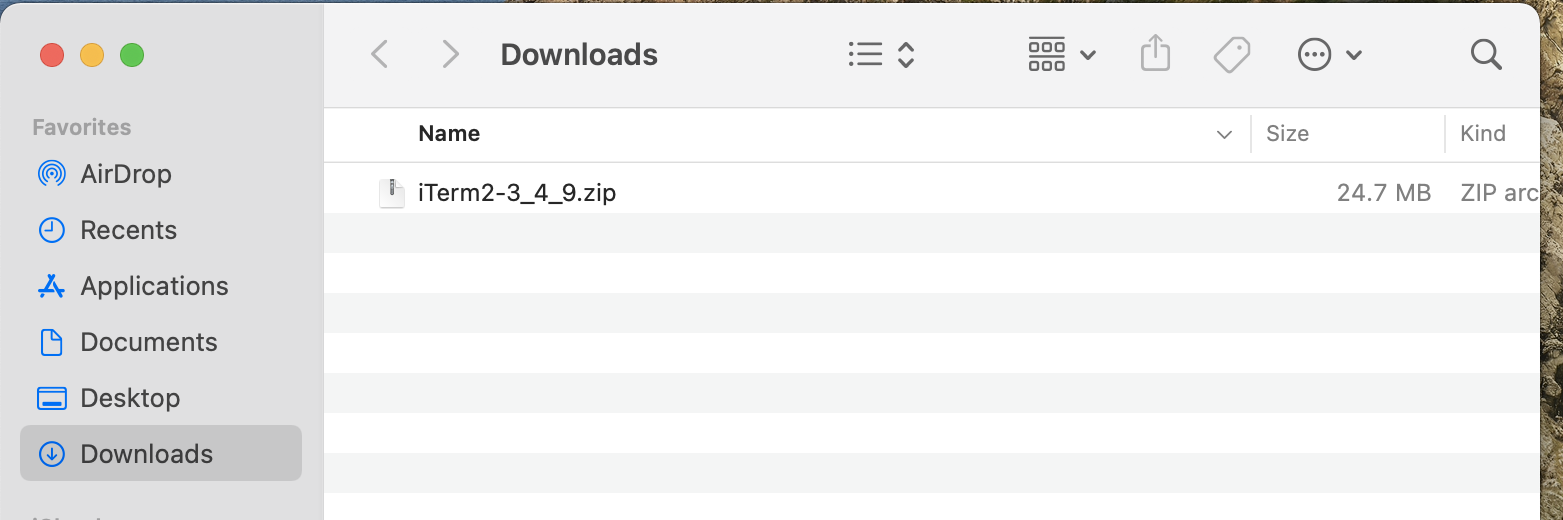 Downloads
Favorites
AirDrop
Recents
Applications
Documents
Desktop
Downloads
Name Size Kind
iTerm2-3_4_9.zip 24.7 MB ZIP arc